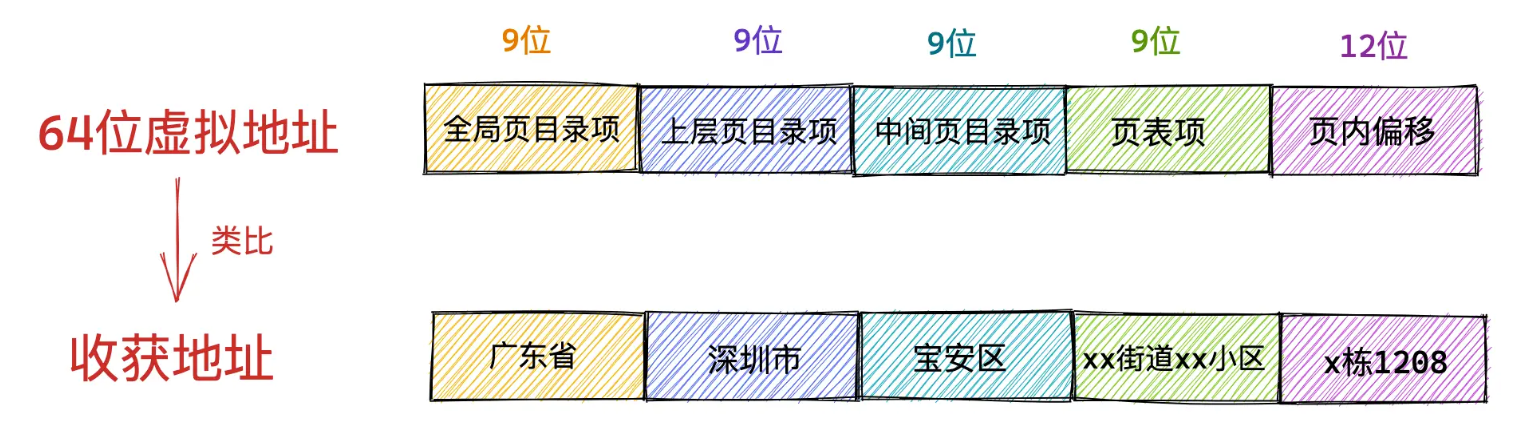 9位
9位
9位
9位
12位
64位虚拟地址
全局页目录项
上层页目录项
中间页目录项
页表项
页内偏移
类比
收获地址
广东省
深圳市
宝安区
xx街道xx小区
x栋1208